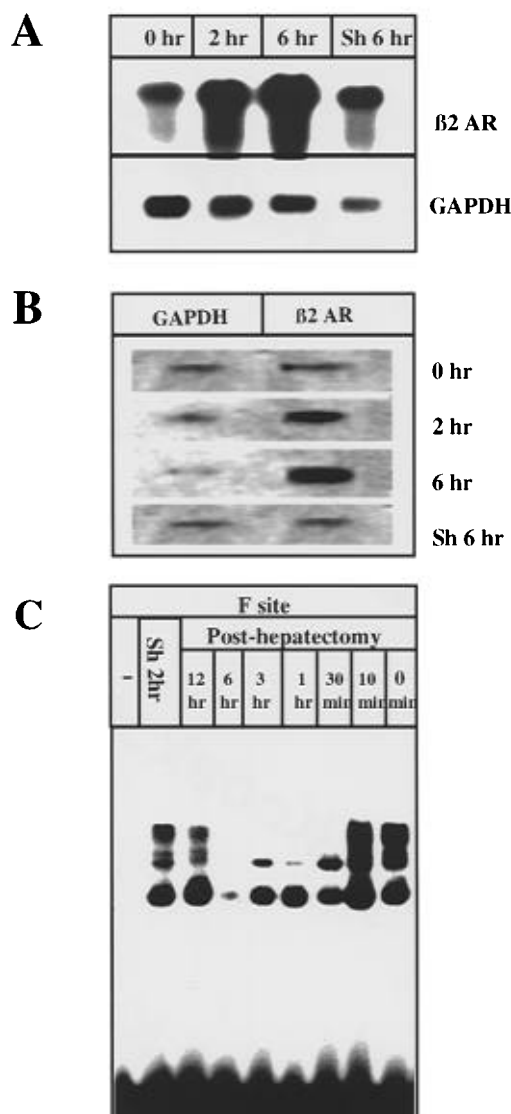 A
0 hr 2 hr 6 hr Sh 6 hr
ß2 AR
GAPDH
B
GAPDH ß2 AR
0 hr
2 hr
6 hr
Sh 6 hr
C
F site
- Sh 2hr Post-hepatectomy
12 hr 6 hr 3 hr 1 hr 30 min 10 min 0 min